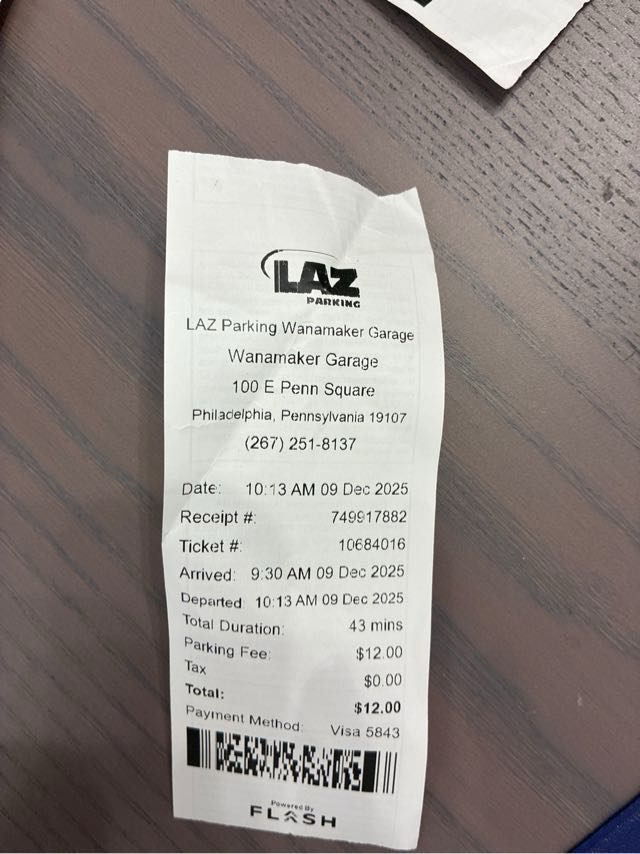 LAZ
PARKING
LAZ Parking Wanamaker Garage
Wanamaker Garage
100 E Penn Square
Philadelphia, Pennsylvania 19107
(267) 251-8137
Date: 10:13 AM 09 Dec 2025
Receipt #: 749917882
Ticket #: 10684016
Arrived: 9:30 AM 09 Dec 2025
Departed: 10:13 AM 09 Dec 2025
Total Duration: 43 mins
Parking Fee: $12.00
Tax $0.00
Total: $12.00
Payment Method: Visa 5843
Powered By
FLASH